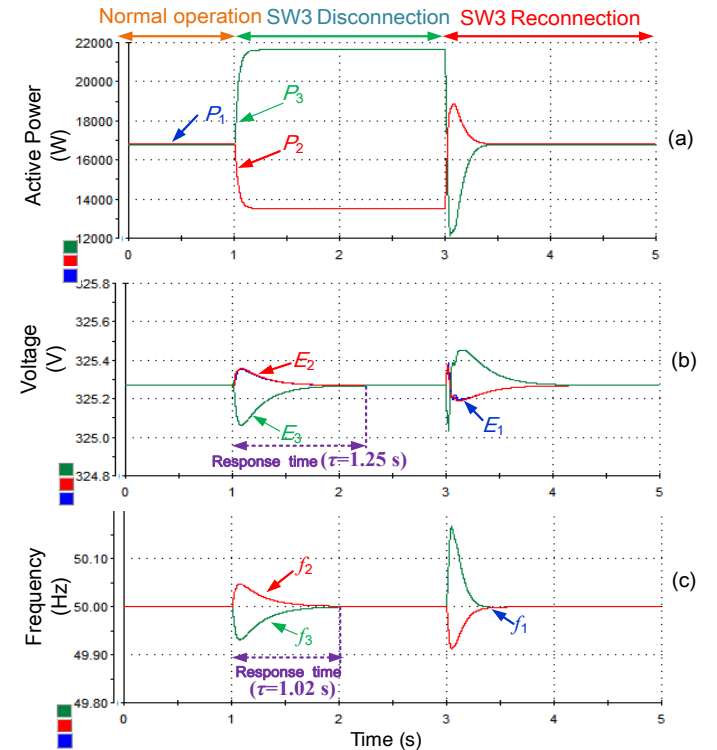 Normal operation SW3 Disconnection SW3 Reconnection
Active Power
(W)
22000
20000
18000
16000
14000
12000
P1
P3
P2
(a)
0 1 2 3 4 5
Voltage
(V)
325.8
325.6
325.4
325.2
325.0
324.8
E2
E3
E1
Response time (τ=1.25 s)
(b)
0 1 2 3 4 5
Frequency
(Hz)
50.10
50.00
49.90
49.80
f2
f3
f1
Response time
(τ=1.02 s)
(c)
0 1 2 3 4 5
Time (s)